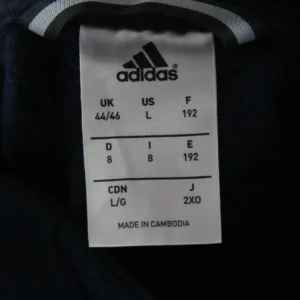 adidas
UK US F
44/46 L 192
D I E
8 8 192
CDN J
L/G 2XO
MADE IN CAMBODIA